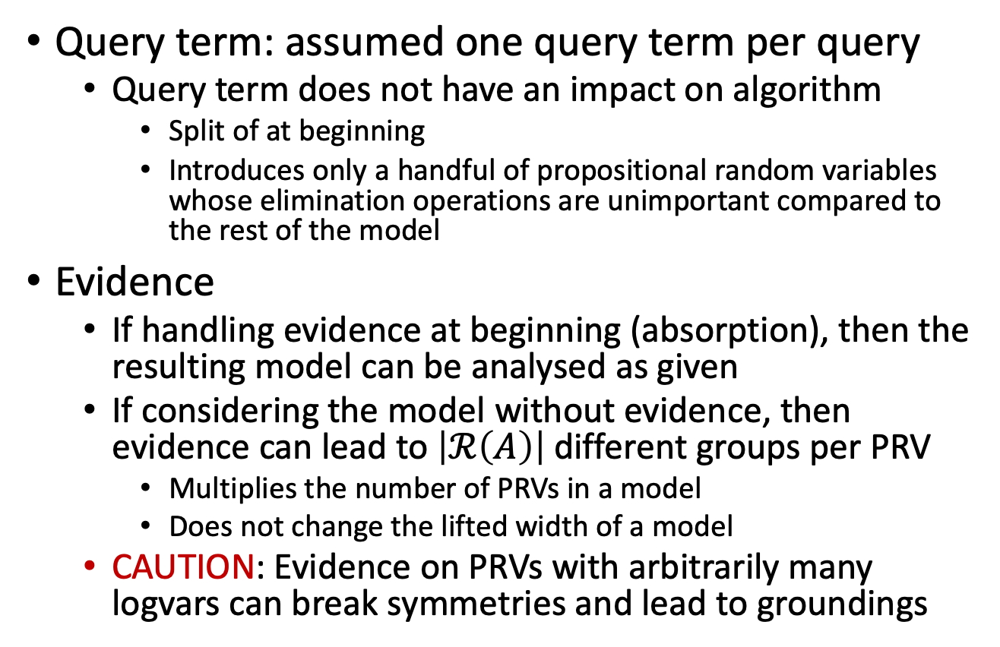 • Query term: assumed one query term per query
• Query term does not have an impact on algorithm
• Split of at beginning
• Introduces only a handful of propositional random variables
whose elimination operations are unimportant compared to
the rest of the model
• Evidence
• If handling evidence at beginning (absorption), then the
resulting model can be analysed as given
• If considering the model without evidence, then
evidence can lead to |ℛ(𝐴)| different groups per PRV
• Multiplies the number of PRVs in a model
• Does not change the lifted width of a model
• CAUTION: Evidence on PRVs with arbitrarily many
logvars can break symmetries and lead to groundings